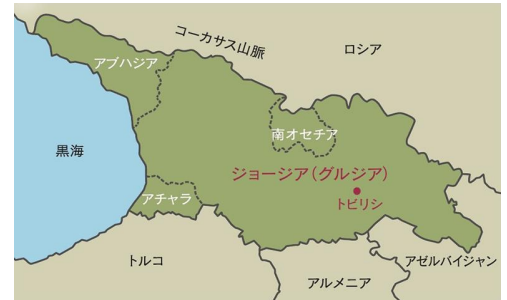 コーカサス山脈
ロシア
アブハジア
南オセチア
黒海
ジョージア（グルジア）
トビリシ
アチャラ
トルコ
アゼルバイジャン
アルメニア